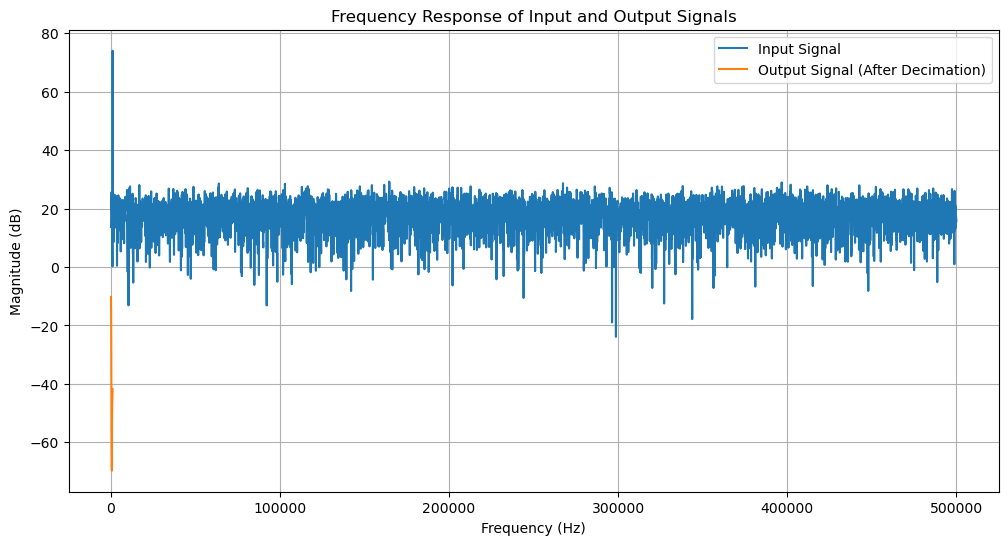 Frequency Response of Input and Output Signals
80
60
40
20
0
−20
−40
−60
Magnitude (dB)
Input Signal
Output Signal (After Decimation)
0
100000
200000
300000
400000
500000
Frequency (Hz)